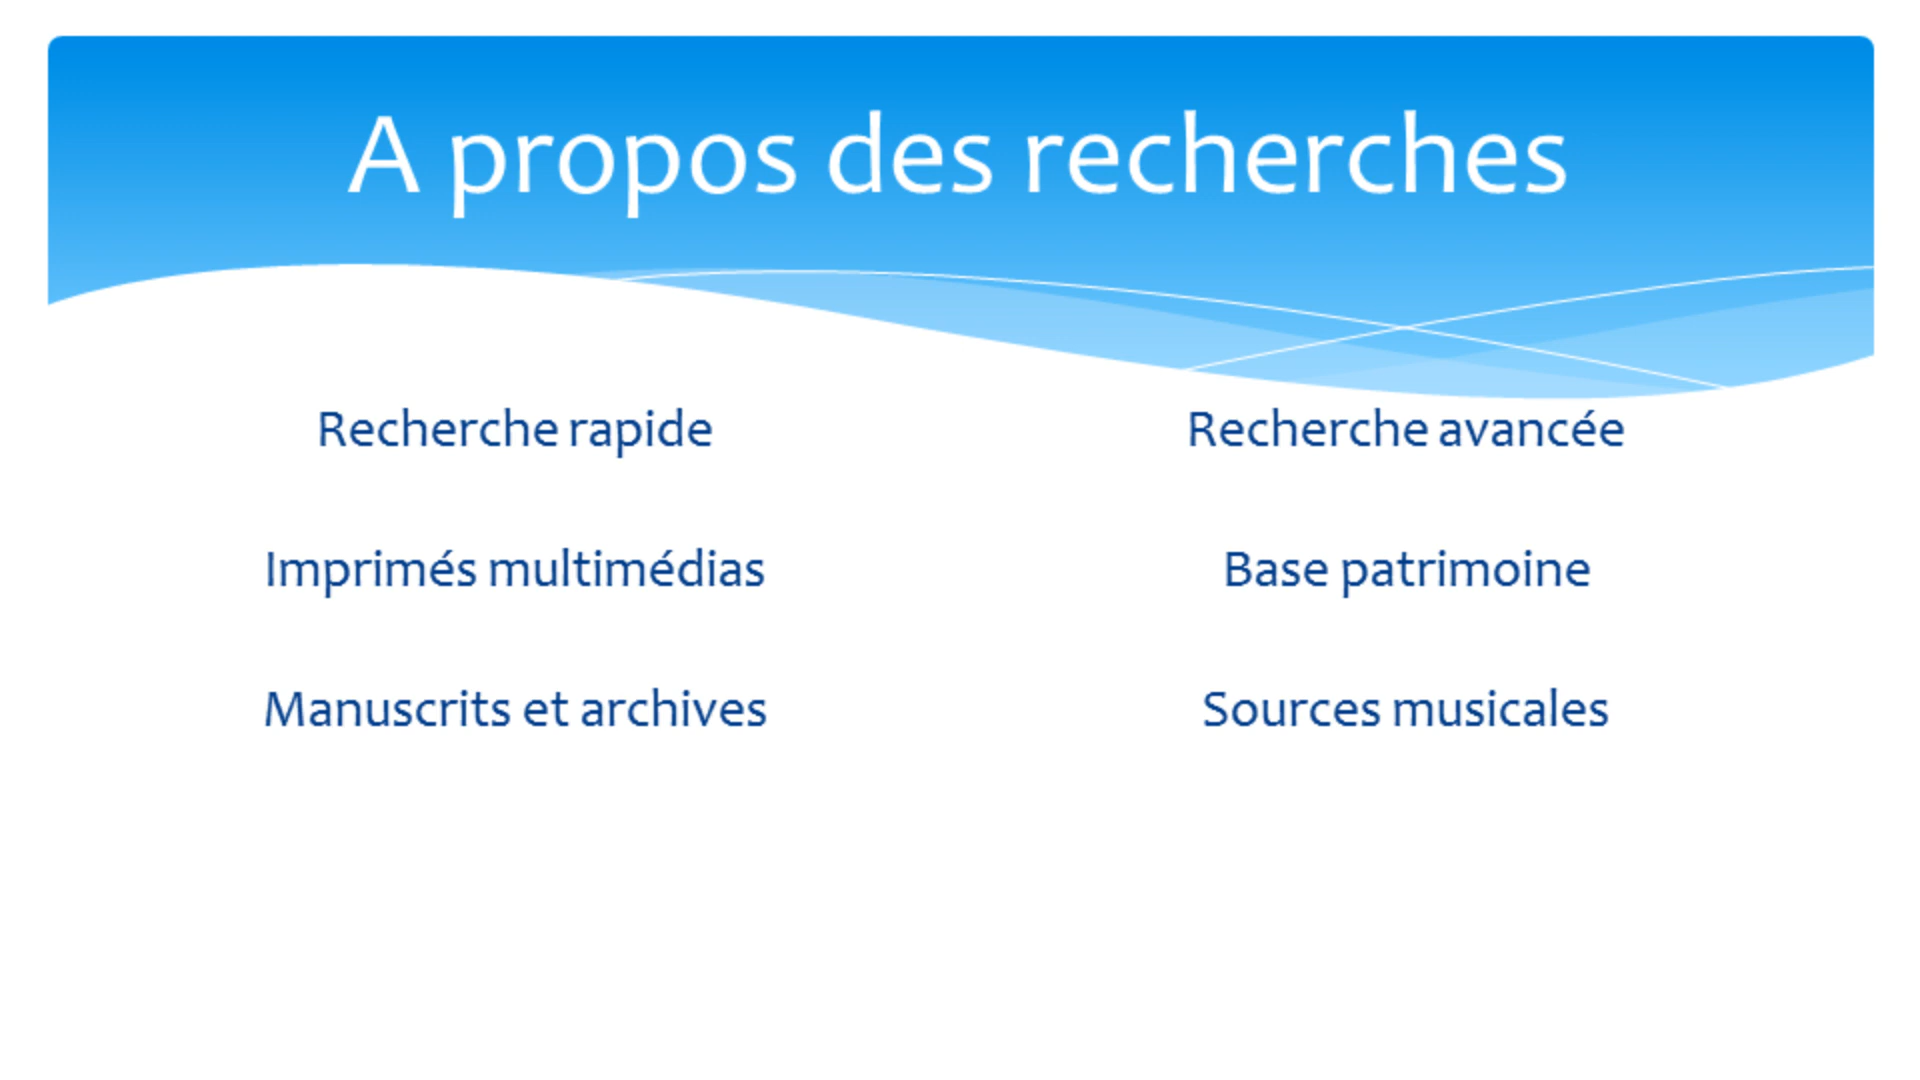 A propos des recherches
Recherche rapide
Imprimés multimédias
Manuscrits et archives
Recherche avancée
Base patrimoine
Sources musicales